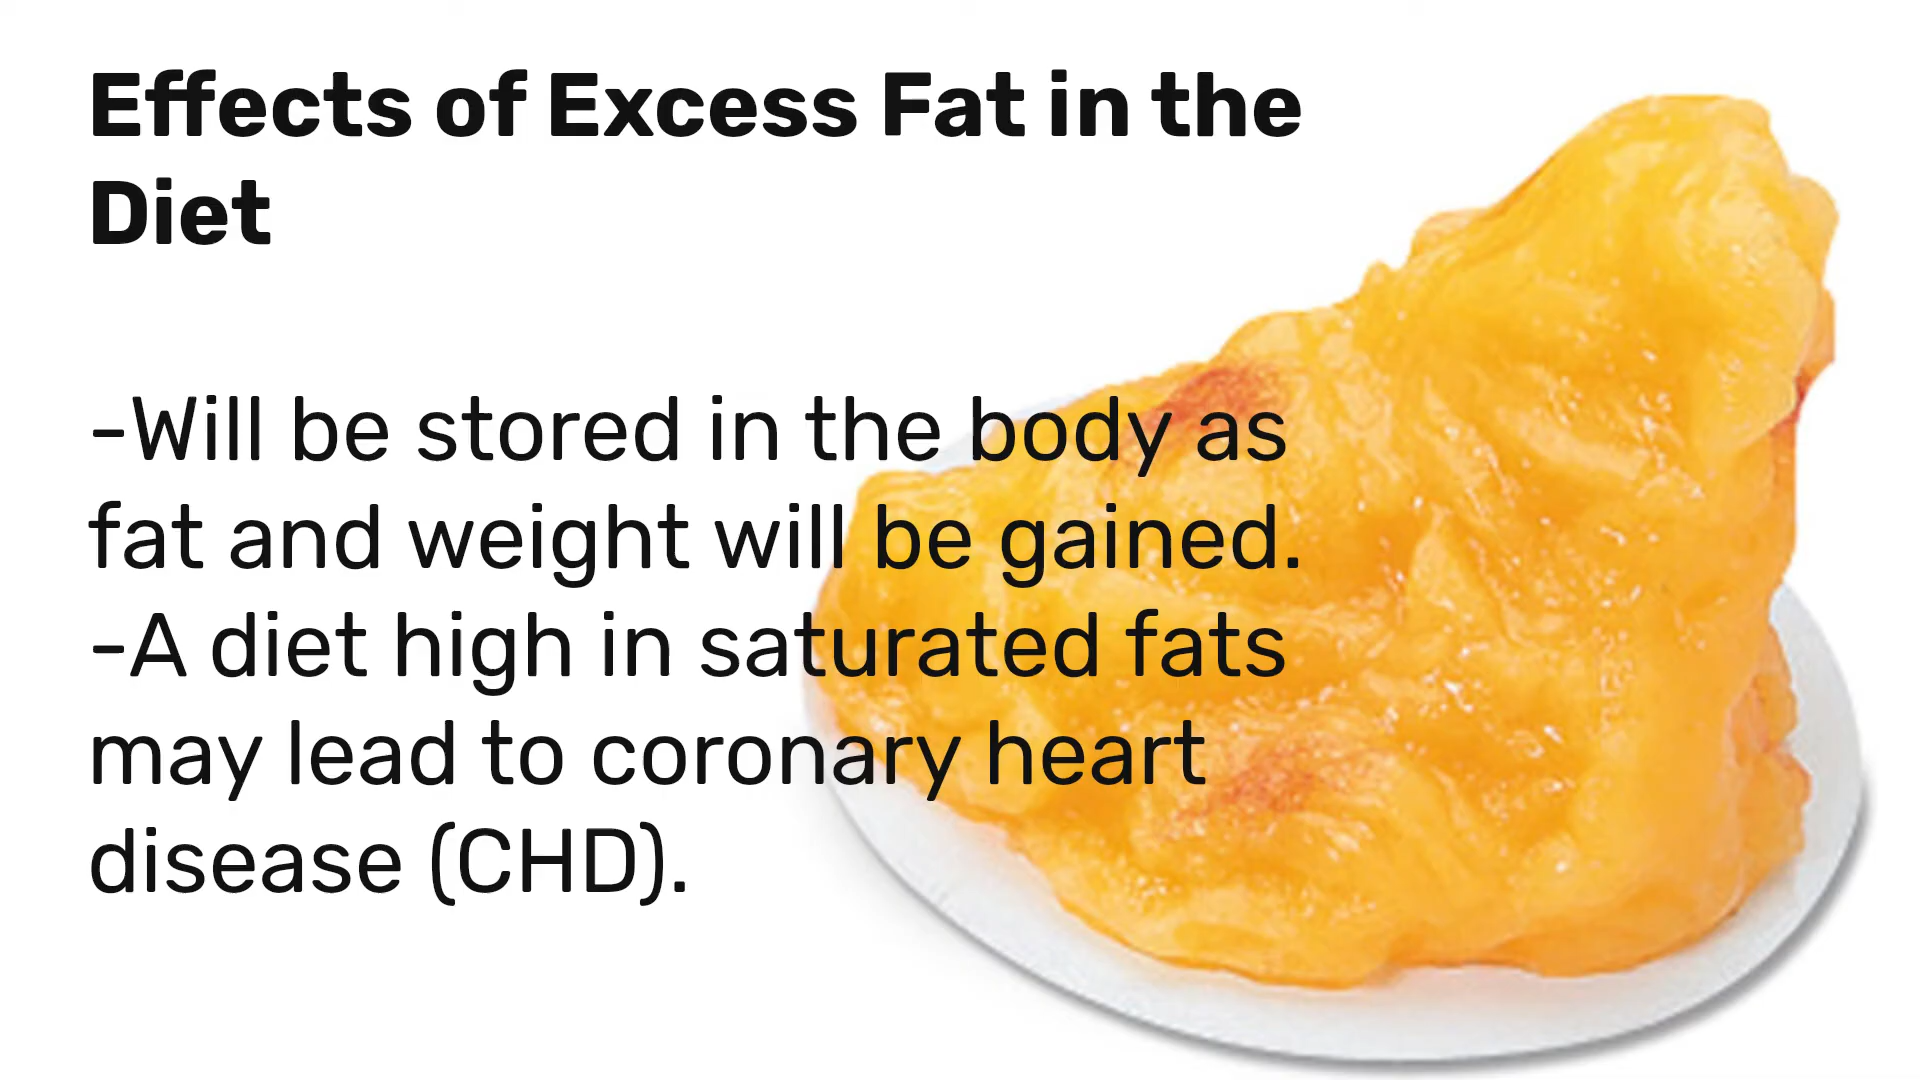 Effects of Excess Fat in the
Diet
-Will be stored in the body as
fat and weight will be gained.
-A diet high in saturated fats
may lead to coronary heart
disease (CHD).